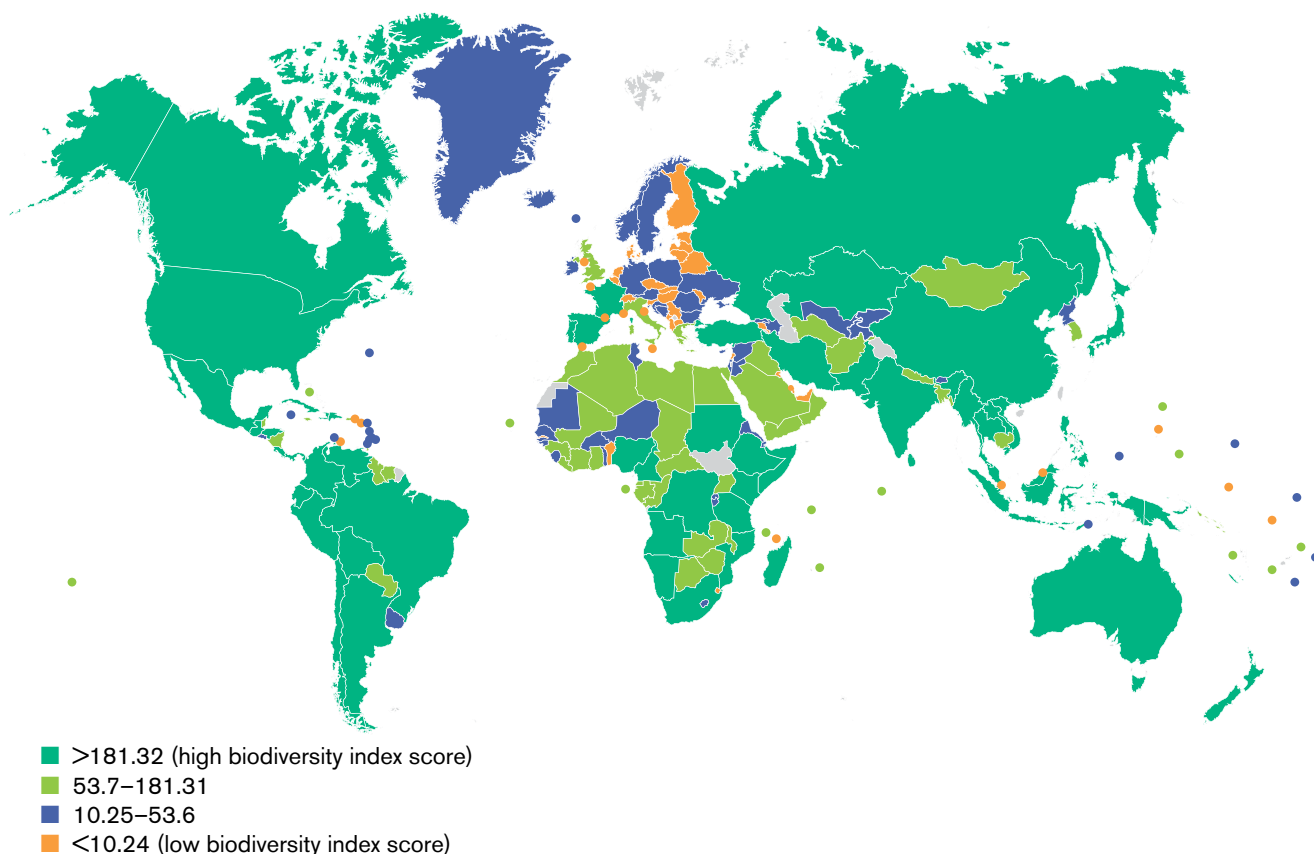 >181.32 (high biodiversity index score)
53.7–181.31
10.25–53.6
<10.24 (low biodiversity index score)